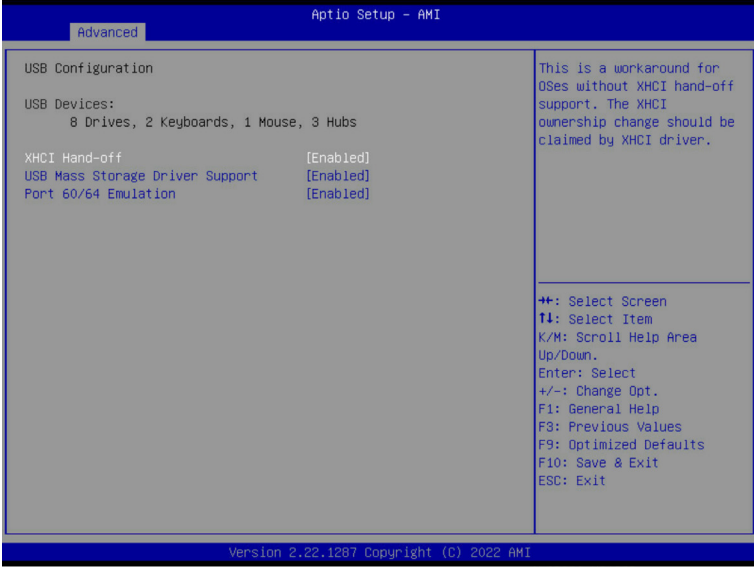 Aptio Setup – AMI
Advanced
USB Configuration
USB Devices:
8 Drives, 2 Keyboards, 1 Mouse, 3 Hubs
XHCI Hand-off [Enabled]
USB Mass Storage Driver Support [Enabled]
Port 60/64 Emulation [Enabled]
This is a workaround for
OSes without XHCI hand-off
support. The XHCI
ownership change should be
claimed by XHCI driver.
→←: Select Screen
↑↓: Select Item
K/M: Scroll Help Area
Up/Down.
Enter: Select
+/-: Change Opt.
F1: General Help
F3: Previous Values
F9: Optimized Defaults
F10: Save & Exit
ESC: Exit
Version 2.22.1287 Copyright (C) 2022 AMI